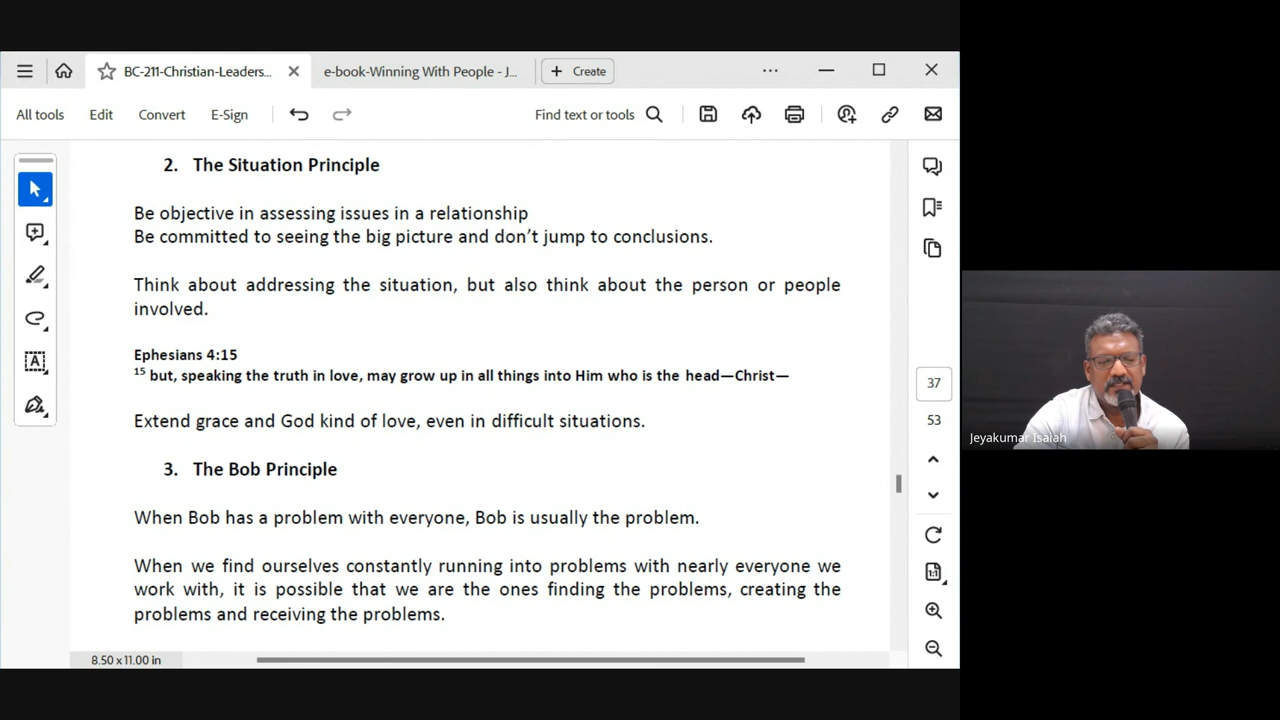 BC-211-Christian-Leaders...
e-book-Winning With People - J...
Create
All tools
Edit
Convert
E-Sign
Find text or tools
2. The Situation Principle
Be objective in assessing issues in a relationship
Be committed to seeing the big picture and don't jump to conclusions.
Think about addressing the situation, but also think about the person or people
involved.
Ephesians 4:15
15 but, speaking the truth in love, may grow up in all things into Him who is the head—Christ—
Extend grace and God kind of love, even in difficult situations.
3. The Bob Principle
When Bob has a problem with everyone, Bob is usually the problem.
When we find ourselves constantly running into problems with nearly everyone we
work with, it is possible that we are the ones finding the problems, creating the
problems and receiving the problems.
37
53
1:1
8.50 x 11.00 in
Jeyakumar Isaiah